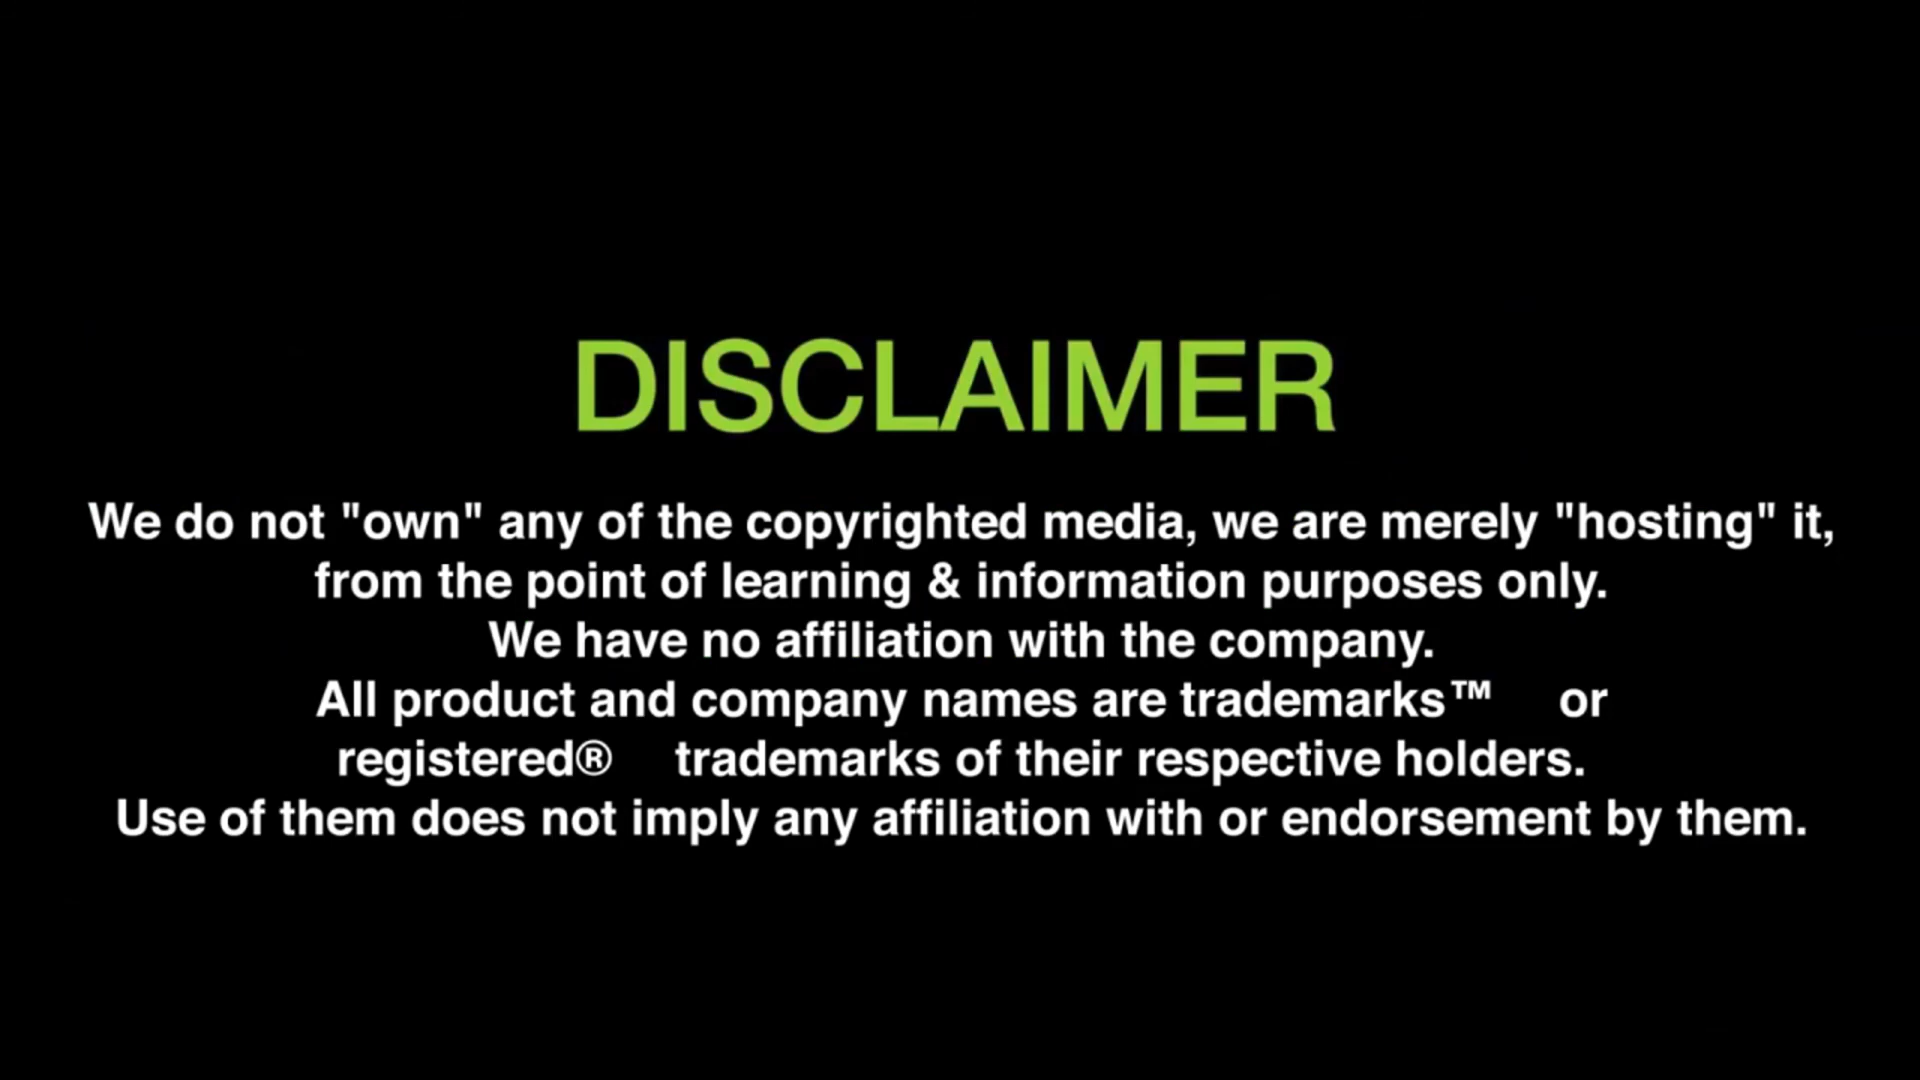 DISCLAIMER
We do not "own" any of the copyrighted media, we are merely "hosting" it,
from the point of learning & information purposes only.
We have no affiliation with the company.
All product and company names are trademarks™ or
registered® trademarks of their respective holders.
Use of them does not imply any affiliation with or endorsement by them.